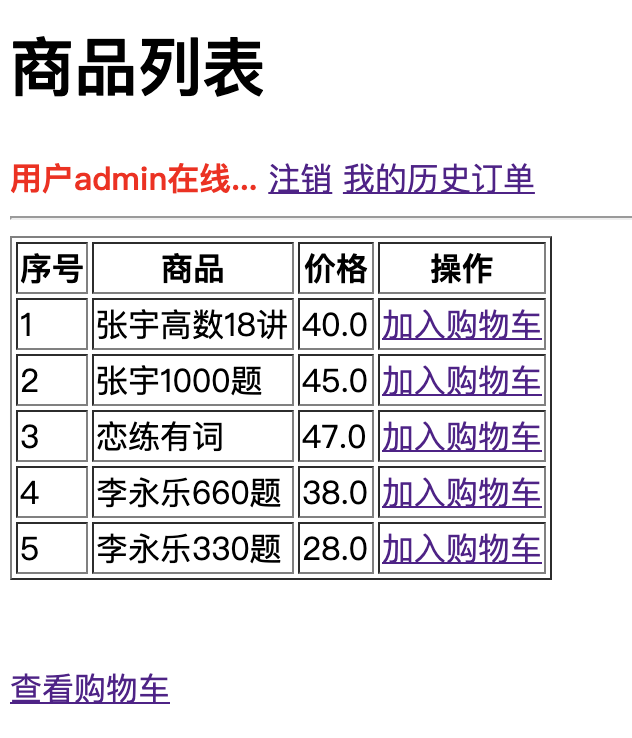 商品列表
用户admin在线... 注销 我的历史订单
序号 商品 价格 操作
1 张宇高数18讲 40.0 加入购物车
2 张宇1000题 45.0 加入购物车
3 恋练有词 47.0 加入购物车
4 李永乐660题 38.0 加入购物车
5 李永乐330题 28.0 加入购物车
查看购物车